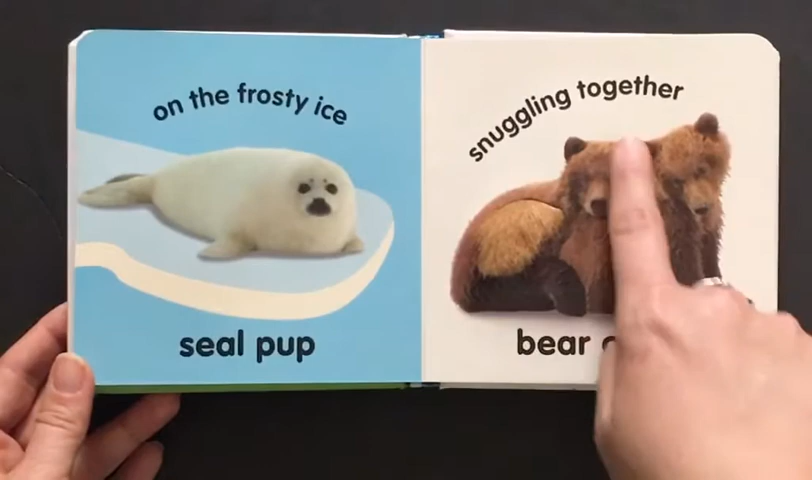 on the frosty ice
seal pup
snuggling together
bear